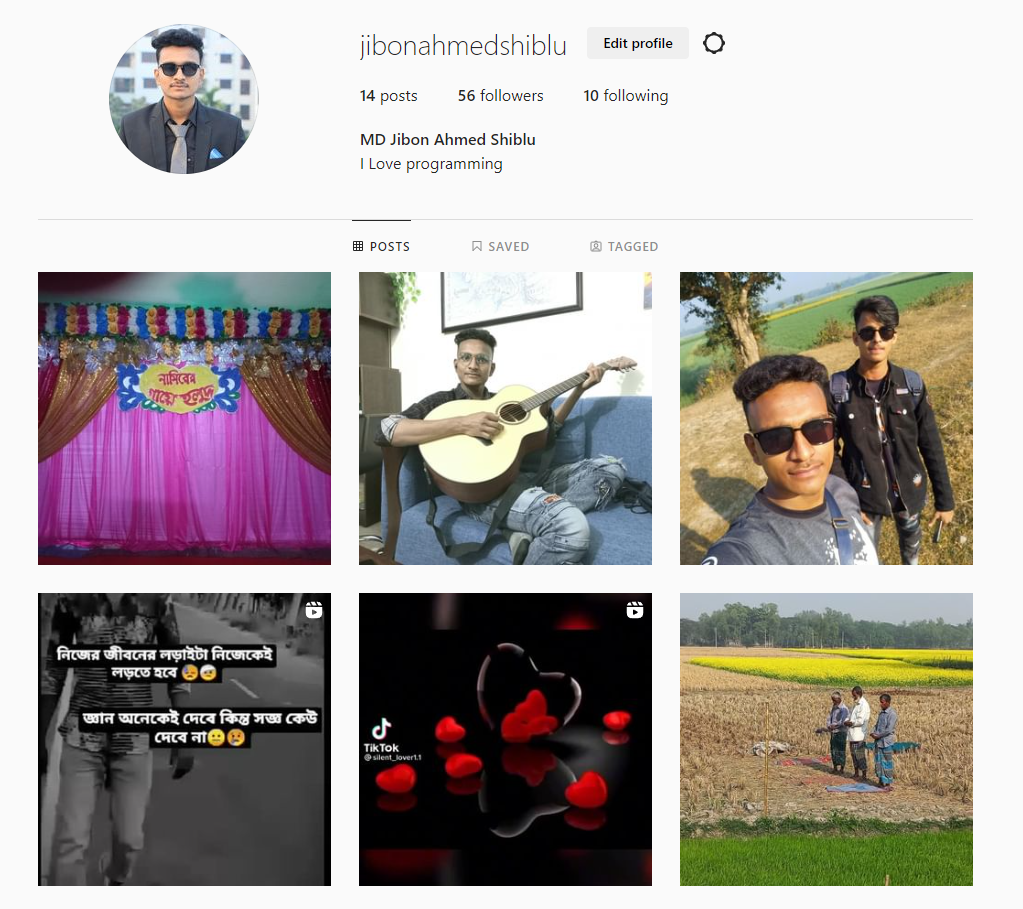 jibonahmedshiblu Edit profile
14 posts 56 followers 10 following
MD Jibon Ahmed Shiblu
I Love programming
POSTS SAVED TAGGED
নাসিরের
গায়ে হলুদ
নিজের জীবনের লড়াইটা নিজেকেই
লড়তে হবে 😥🤕
জ্ঞান অনেকেই দেবে কিন্তু সঙ্গ কেউ
দেবে না😐😢
TikTok
@silent_lover1.1